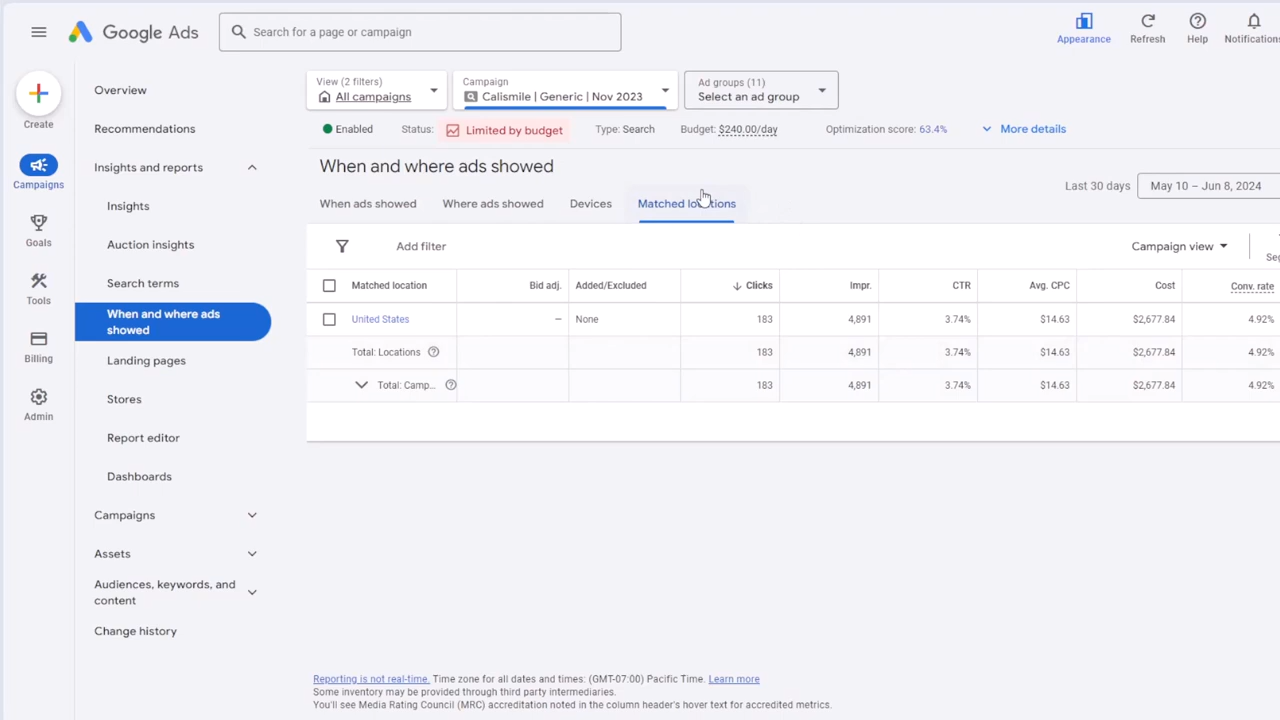 Google Ads
Search for a page or campaign
Appearance
Refresh
Help
Notifications
Create
Campaigns
Goals
Tools
Billing
Admin
Overview
Recommendations
Insights and reports
Insights
Auction insights
Search terms
When and where ads
showed
Landing pages
Stores
Report editor
Dashboards
Campaigns
Assets
Audiences, keywords, and
content
Change history
View (2 filters)
All campaigns
Campaign
Calismile | Generic | Nov 2023
Ad groups (11)
Select an ad group
Enabled
Status:
Limited by budget
Type: Search
Budget: $240.00/day
Optimization score: 63.4%
More details
When and where ads showed
Last 30 days
May 10 – Jun 8, 2024
When ads showed
Where ads showed
Devices
Matched locations
Add filter
Campaign view
Matched location Bid adj. Added/Excluded Clicks Impr. CTR Avg. CPC Cost Conv. rate
United States – None 183 4,891 3.74% $14.63 $2,677.84 4.92%
Total: Locations 183 4,891 3.74% $14.63 $2,677.84 4.92%
Total: Camp... 183 4,891 3.74% $14.63 $2,677.84 4.92%
Reporting is not real-time. Time zone for all dates and times: (GMT-07:00) Pacific Time. Learn more
Some inventory may be provided through third party intermediaries.
You'll see Media Rating Council (MRC) accreditation noted in the column header's hover text for accredited metrics.